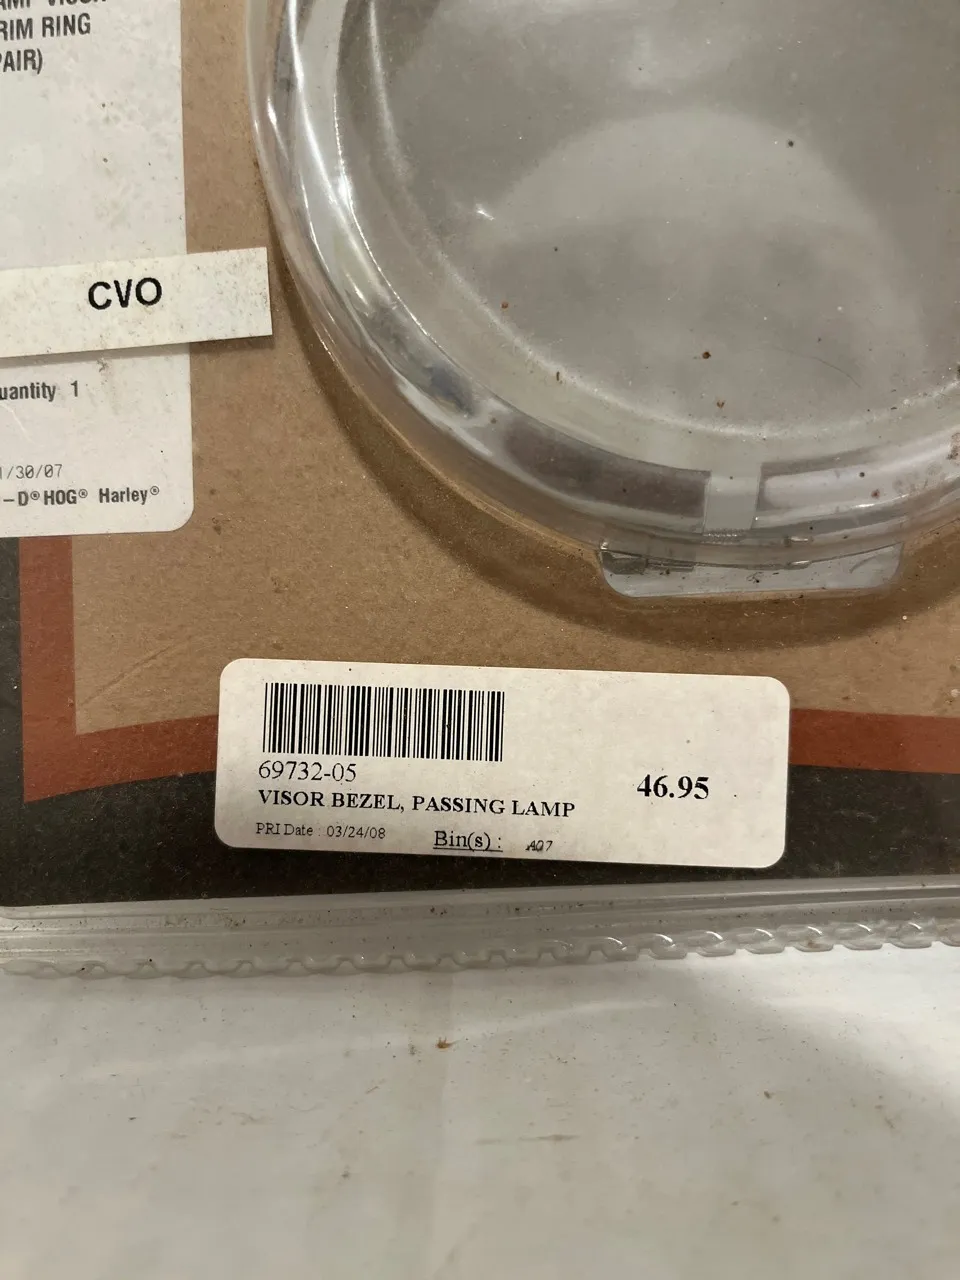 RIM RING
PAIR)
CVO
uantity 1
1/30/07
–D® HOG® Harley®
69732-05
46.95
VISOR BEZEL, PASSING LAMP
PRI Date : 03/24/08 Bin(s) : A07